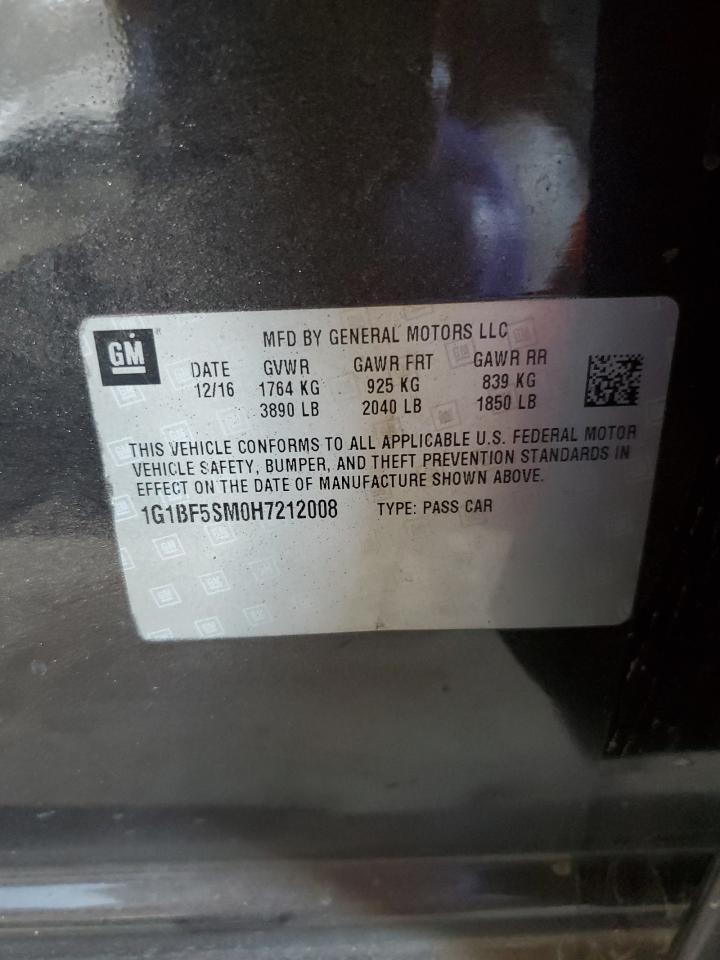 GM
MFD BY GENERAL MOTORS LLC
DATE GVWR GAWR FRT GAWR RR
12/16 1764 KG 925 KG 839 KG
3890 LB 2040 LB 1850 LB
THIS VEHICLE CONFORMS TO ALL APPLICABLE U.S. FEDERAL MOTOR
VEHICLE SAFETY, BUMPER, AND THEFT PREVENTION STANDARDS IN
EFFECT ON THE DATE OF MANUFACTURE SHOWN ABOVE.
1G1BF5SM0H7212008 TYPE: PASS CAR